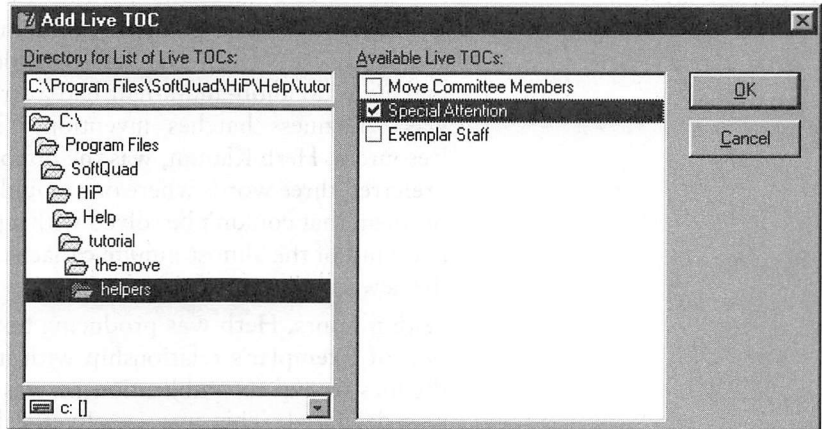 Add Live TOC
Directory for List of Live TOCs:
C:\Program Files\SoftQuad\HiP\Help\tutor
C:\
Program Files
SoftQuad
HiP
Help
tutorial
the-move
helpers
c: []
Available Live TOCs:
Move Committee Members
Special Attention
Exemplar Staff
OK
Cancel